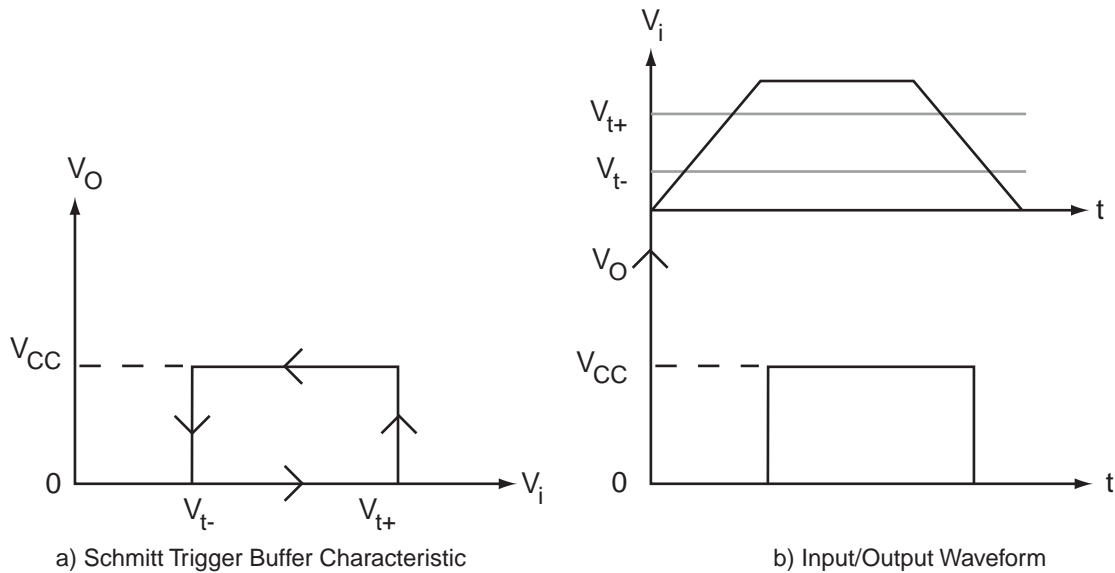 V_O
V_CC
0
V_t-
V_t+
V_i
a) Schmitt Trigger Buffer Characteristic
V_i
V_t+
V_t-
t
V_O
V_CC
0
t
b) Input/Output Waveform